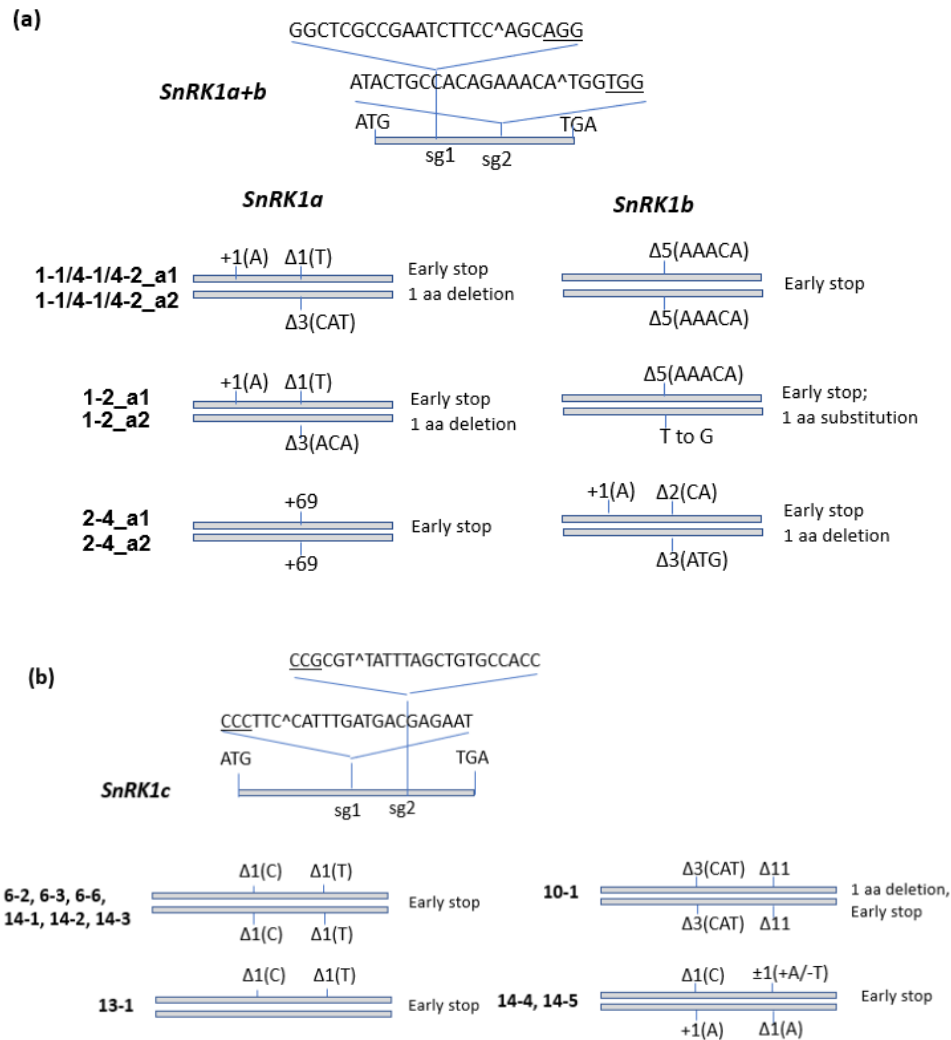 (a)
GGCTCGCCGAATCTTCC^AGCAGG
ATACTGCCACAGAAACA^TGGTGG
SnRK1a+b
ATG
TGA
sg1
sg2
SnRK1a
SnRK1b
1-1/4-1/4-2_a1
1-1/4-1/4-2_a2
+1(A)
Δ1(T)
Δ3(CAT)
Early stop
1 aa deletion
Δ5(AAACA)
Δ5(AAACA)
Early stop
1-2_a1
1-2_a2
+1(A)
Δ1(T)
Δ3(ACA)
Early stop
1 aa deletion
Δ5(AAACA)
T to G
Early stop;
1 aa substitution
2-4_a1
2-4_a2
+69
+69
Early stop
+1(A)
Δ2(CA)
Δ3(ATG)
Early stop
1 aa deletion
(b)
CCGCGT^TATTTAGCTGTGCCACC
CCCTTC^CATTTGATGACGAGAAT
ATG
TGA
SnRK1c
sg1
sg2
6-2, 6-3, 6-6,
14-1, 14-2, 14-3
Δ1(C)
Δ1(T)
Δ1(C)
Δ1(T)
Early stop
10-1
Δ3(CAT)
Δ11
Δ3(CAT)
Δ11
1 aa deletion,
Early stop
13-1
Δ1(C)
Δ1(T)
Early stop
14-4, 14-5
Δ1(C)
±1(+A/-T)
+1(A)
Δ1(A)
Early stop